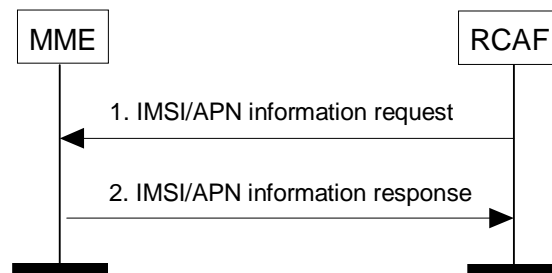 MME
RCAF
1. IMSI/APN information request
2. IMSI/APN information response